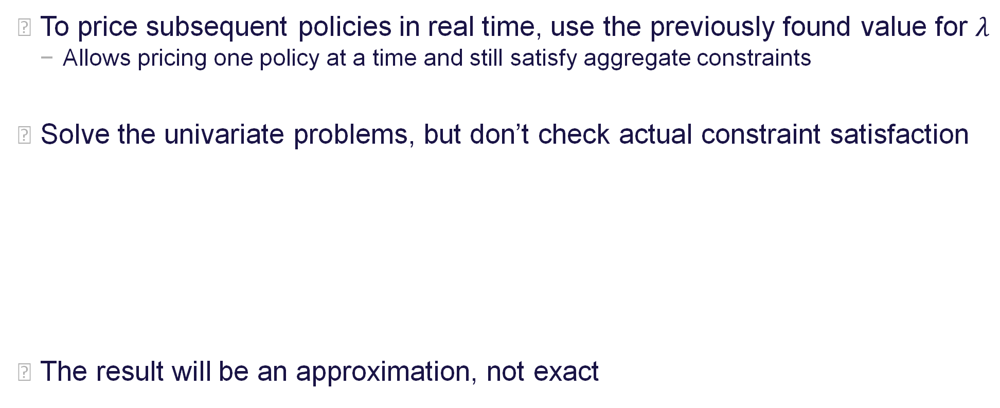 To price subsequent policies in real time, use the previously found value for λ
– Allows pricing one policy at a time and still satisfy aggregate constraints
Solve the univariate problems, but don’t check actual constraint satisfaction
The result will be an approximation, not exact